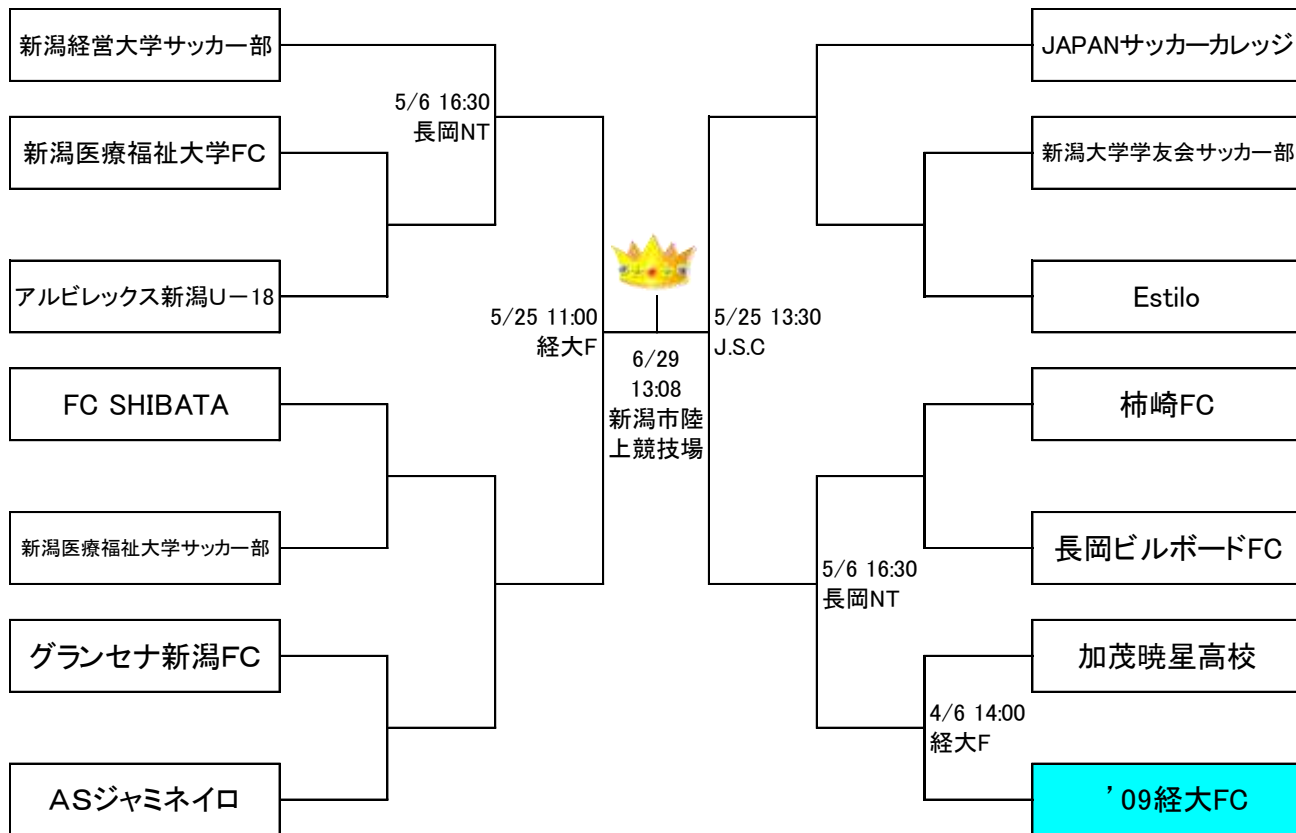 新潟経営大学サッカー部
新潟医療福祉大学FC
アルビレックス新潟U－18
FC SHIBATA
新潟医療福祉大学サッカー部
グランセナ新潟FC
ASジャミネイロ
5/6 16:30
長岡NT
5/25 11:00
経大F
6/29
13:08
新潟市陸
上競技場
5/25 13:30
J.S.C
5/6 16:30
長岡NT
4/6 14:00
経大F
JAPANサッカーカレッジ
新潟大学学友会サッカー部
Estilo
柿崎FC
長岡ビルボードFC
加茂暁星高校
’09経大FC